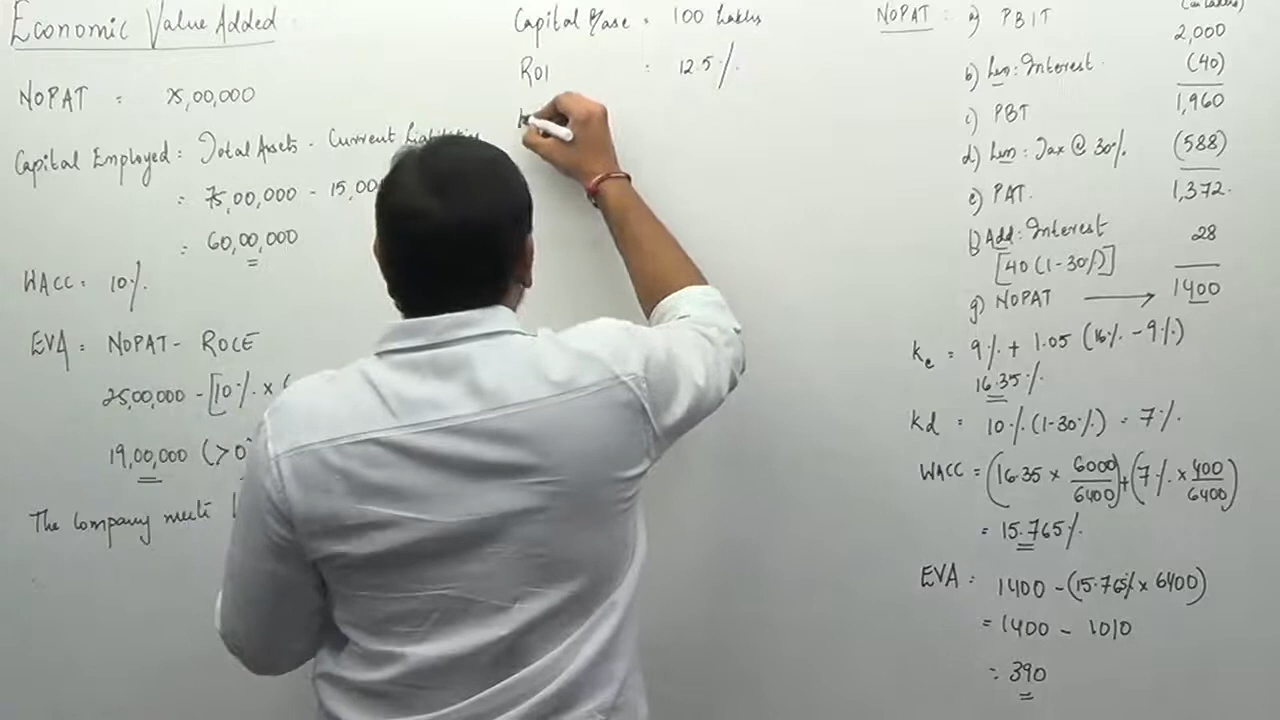 Economic Value Added
NOPAT = 25,00,000
Capital Employed = Total Assets - Current Liabilities
= 75,00,000 - 15,00
= 60,00,000
WACC = 10%
EVA = NOPAT - ROCE
25,00,000 - [10% × (
19,00,000 (>0
The Company meets
Capital Base = 100 Lakhs
ROI : 12.5%.
NOPAT : a) PBIT 2,000
b) Less: Interest (40)
c) PBT 1,960
d) Less: Tax @ 30% (588)
e) PAT. 1,372.
f) Add: Interest 28
[40 (1-30%)]
g) NOPAT → 1400
Ke = 9% + 1.05 (16% - 9%)
16.35%
Kd = 10% (1-30%) = 7%.
WACC = (16.35 × 6000/6400) + (7% × 400/6400)
= 15.765%
EVA = 1400 - (15.765% × 6400)
= 1400 - 1010
= 390